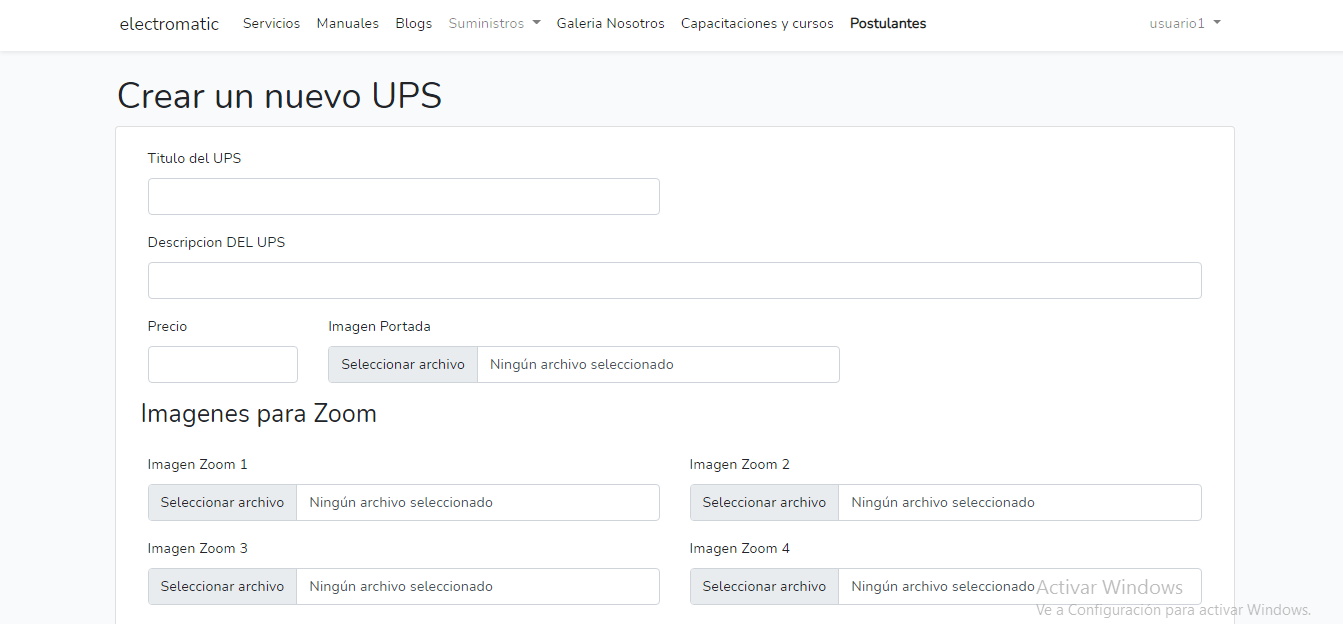 electromatic Servicios Manuales Blogs Suministros Galeria Nosotros Capacitaciones y cursos Postulantes usuario1
Crear un nuevo UPS
Titulo del UPS
Descripcion DEL UPS
Precio Imagen Portada
Seleccionar archivo Ningún archivo seleccionado
Imagenes para Zoom
Imagen Zoom 1 Imagen Zoom 2
Seleccionar archivo Ningún archivo seleccionado Seleccionar archivo Ningún archivo seleccionado
Imagen Zoom 3 Imagen Zoom 4
Seleccionar archivo Ningún archivo seleccionado Seleccionar archivo Ningún archivo seleccionado
Activar Windows
Ve a Configuración para activar Windows.